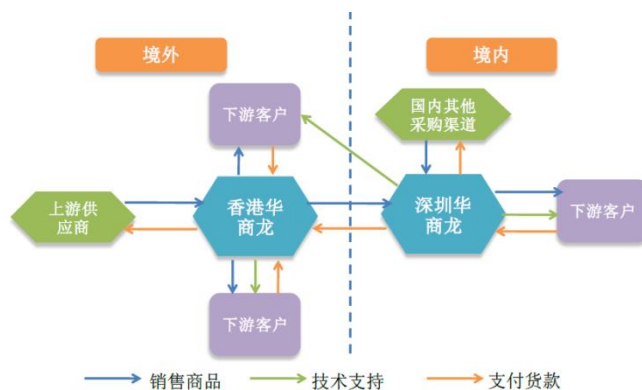 境外
境内
下游客户
国内其他
采购渠道
上游供
应商
香港华
商龙
深圳华
商龙
下游客户
下游客户
销售商品
技术支持
支付货款